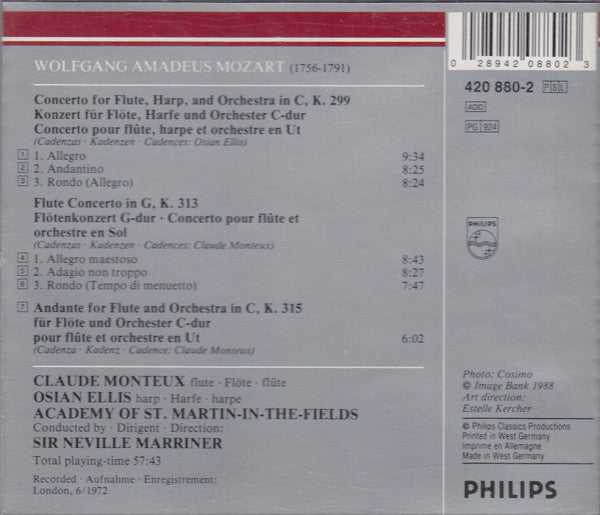 WOLFGANG AMADEUS MOZART (1756-1791)
Concerto for Flute, Harp, and Orchestra in C, K. 299
Konzert für Flöte, Harfe und Orchester C-dur
Concerto pour flûte, harpe et orchestre en Ut
(Cadenzas · Kadenzen · Cadences: Osian Ellis)
1 1. Allegro 9:34
2 2. Andantino 8:25
3 3. Rondo (Allegro) 8:24
Flute Concerto in G, K. 313
Flötenkonzert G-dur · Concerto pour flûte et
orchestre en Sol
(Cadenzas · Kadenzen · Cadences: Claude Monteux)
4 1. Allegro maestoso 8:43
5 2. Adagio non troppo 8:27
6 3. Rondo (Tempo di menuetto) 7:47
7 Andante for Flute and Orchestra in C, K. 315
für Flöte und Orchester C-dur
pour flûte et orchestre en Ut 6:02
(Cadenza · Kadenz · Cadence: Claude Monteux)
CLAUDE MONTEUX flute · Flöte · flûte
OSIAN ELLIS harp · Harfe · harpe
ACADEMY OF ST. MARTIN-IN-THE-FIELDS
Conducted by · Dirigent · Direction:
SIR NEVILLE MARRINER
Total playing-time 57:43
Recorded · Aufnahme · Enregistrement:
London, 6/1972
0 28942 08802 3
420 880-2 PSL
ADD
PG 924
PHILIPS
Photo: Cosimo
© Image Bank 1988
Art direction:
Estelle Kercher
© Philips Classics Productions
Printed in West Germany
Imprimé en Allemagne
Made in West Germany
PHILIPS